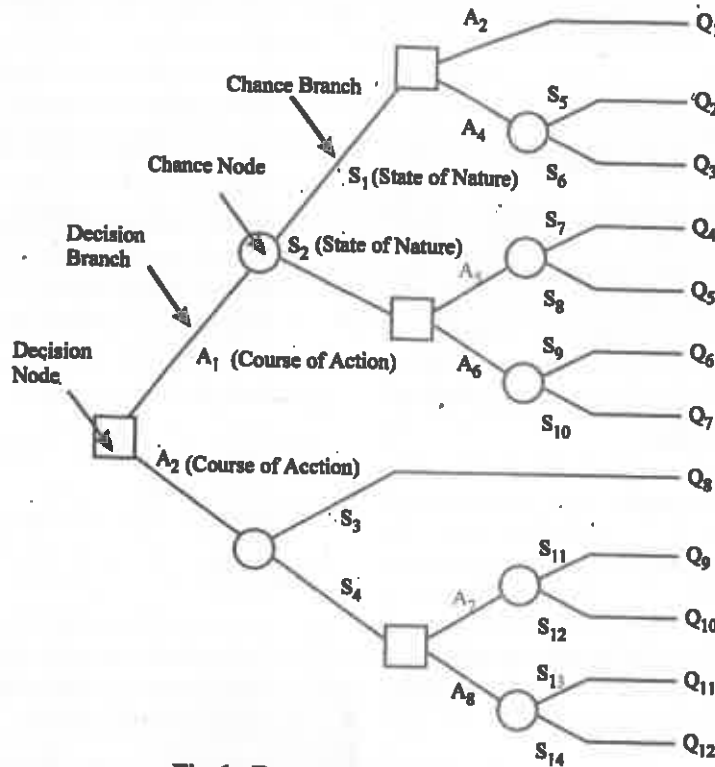 A₂
Q₁
Chance Branch
S₅
Q₂
A₄
S₆
Q₃
Chance Node
S₁ (State of Nature)
S₇
Q₄
Decision
Branch
S₂ (State of Nature)
A₅
S₈
Q₅
Decision
Node
A₁ (Course of Action)
A₆
S₉
Q₆
S₁₀
Q₇
A₂ (Course of Acction)
Q₈
S₃
S₄
S₁₁
Q₉
A₇
S₁₂
Q₁₀
S₁₃
Q₁₁
A₈
S₁₄
Q₁₂